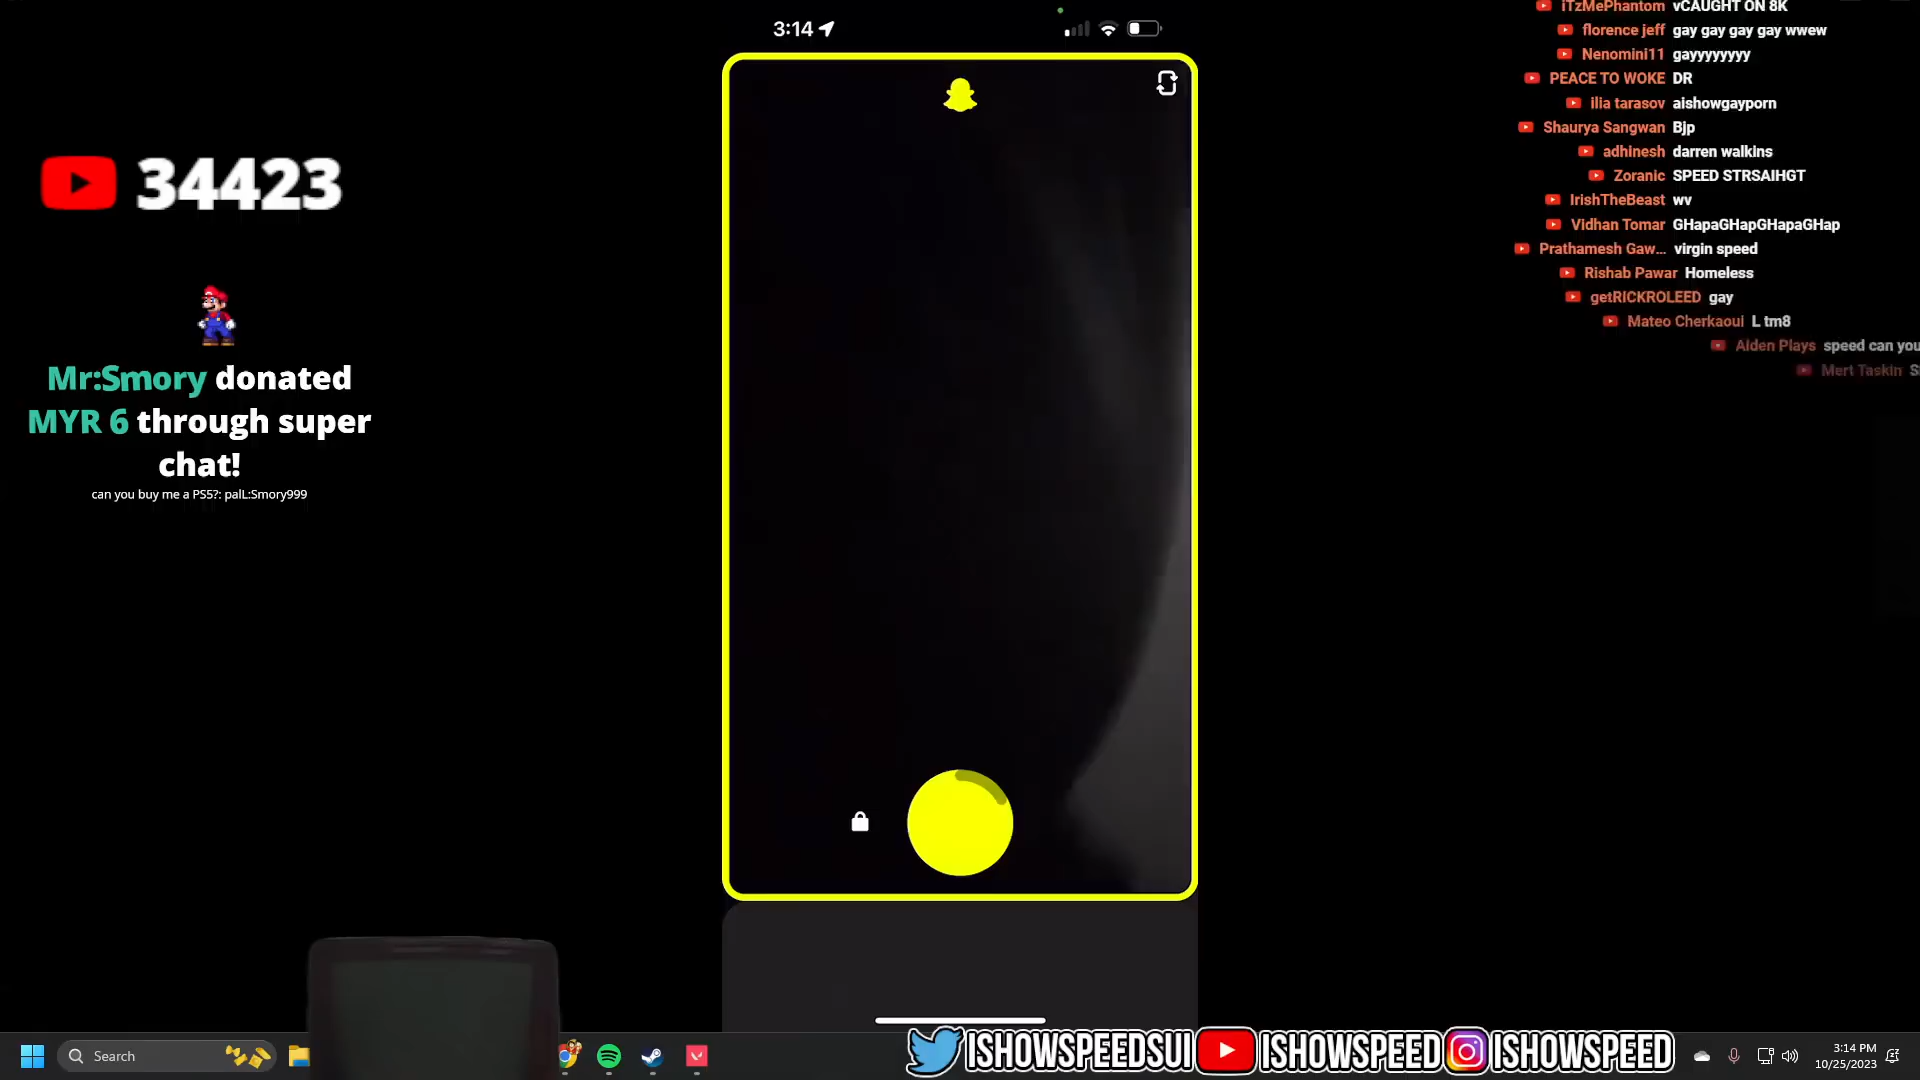 3:14
34423
Mr:Smory donated
MYR 6 through super
chat!
can you buy me a PS5?: palL:Smory999
iTzMePhantom vCAUGHT ON 8K
florence jeff gay gay gay gay wwew
Nenomini11 gayyyyyyyy
PEACE TO WOKE DR
ilia tarasov aishowgayporn
Shaurya Sangwan Bjp
adhinesh darren walkins
Zoranic SPEED STRSAIHGT
IrishTheBeast wv
Vidhan Tomar GHapaGHapGHapaGHap
Prathamesh Gaw... virgin speed
Rishab Pawar Homeless
getRICKROLEED gay
Mateo Cherkaoui L tm8
Aiden Plays speed can you
Mert Taskin
Search
ISHOWSPEEDSUI
ISHOWSPEED
ISHOWSPEED
3:14 PM
10/25/2023